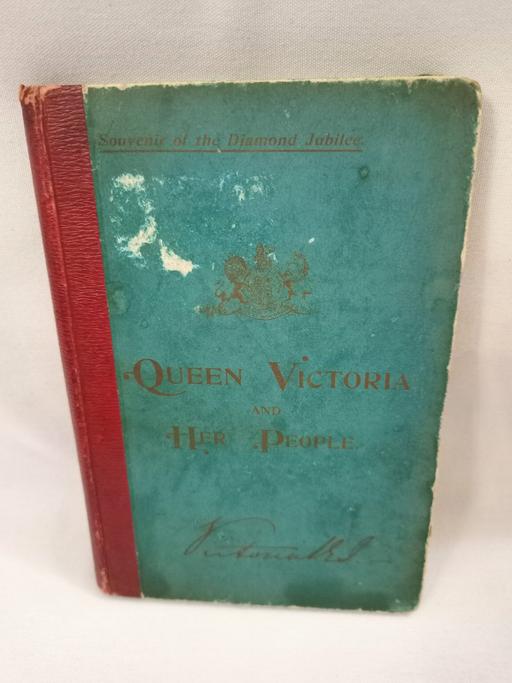 Souvenir of the Diamond Jubilee.
QUEEN VICTORIA
AND
HER PEOPLE.
Victoria R I